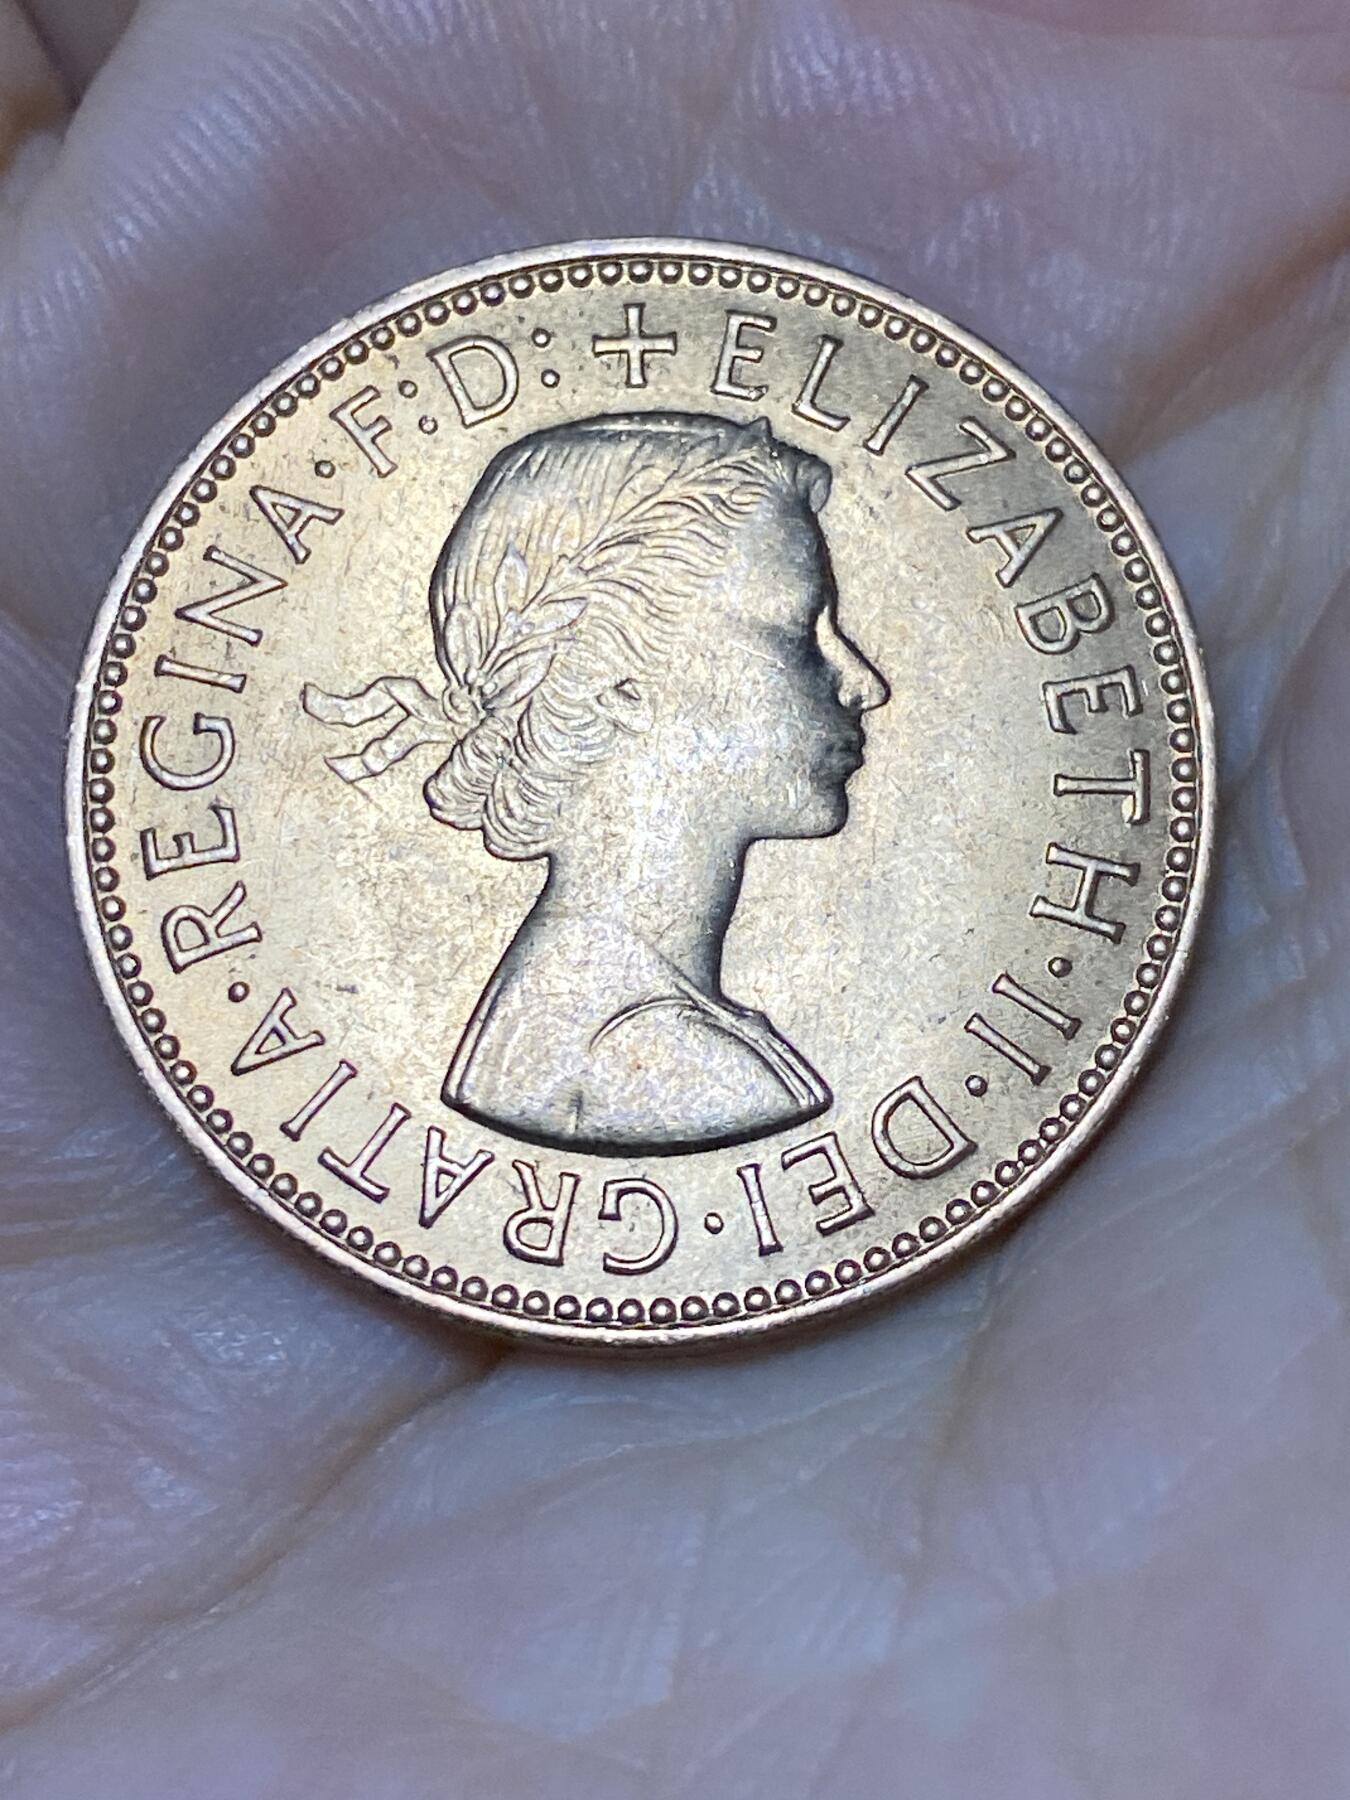 + ELIZABETH · II · DEI · GRATIA · REGINA · F: D: